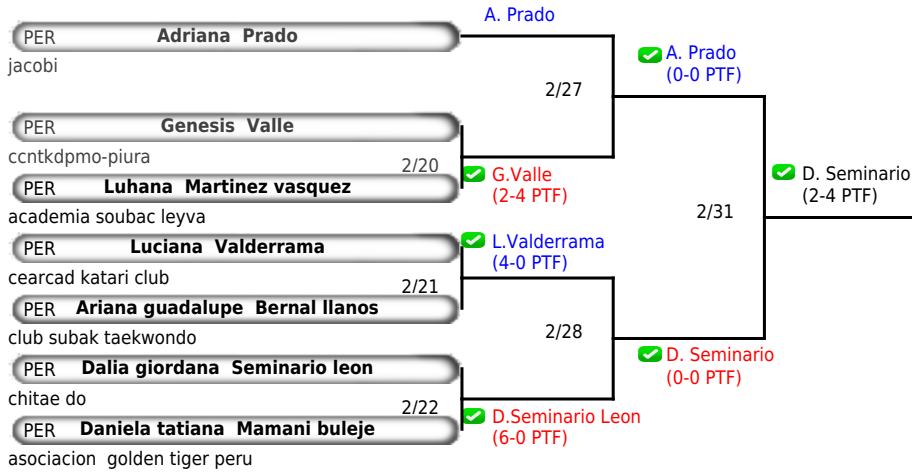 A. Prado
PER Adriana Prado
jacobi
A. Prado
(0-0 PTF)
2/27
PER Genesis Valle
ccntkdpmo-piura
2/20
G.Valle
(2-4 PTF)
PER Luhana Martinez vasquez
academia soubac leyva
D. Seminario
(2-4 PTF)
2/31
PER Luciana Valderrama
cearcad katari club
L.Valderrama
(4-0 PTF)
2/21
PER Ariana guadalupe Bernal llanos
club subak taekwondo
2/28
PER Dalia giordana Seminario leon
chitae do
D. Seminario
(0-0 PTF)
2/22
PER Daniela tatiana Mamani buleje
asociacion golden tiger peru
D.Seminario Leon
(6-0 PTF)